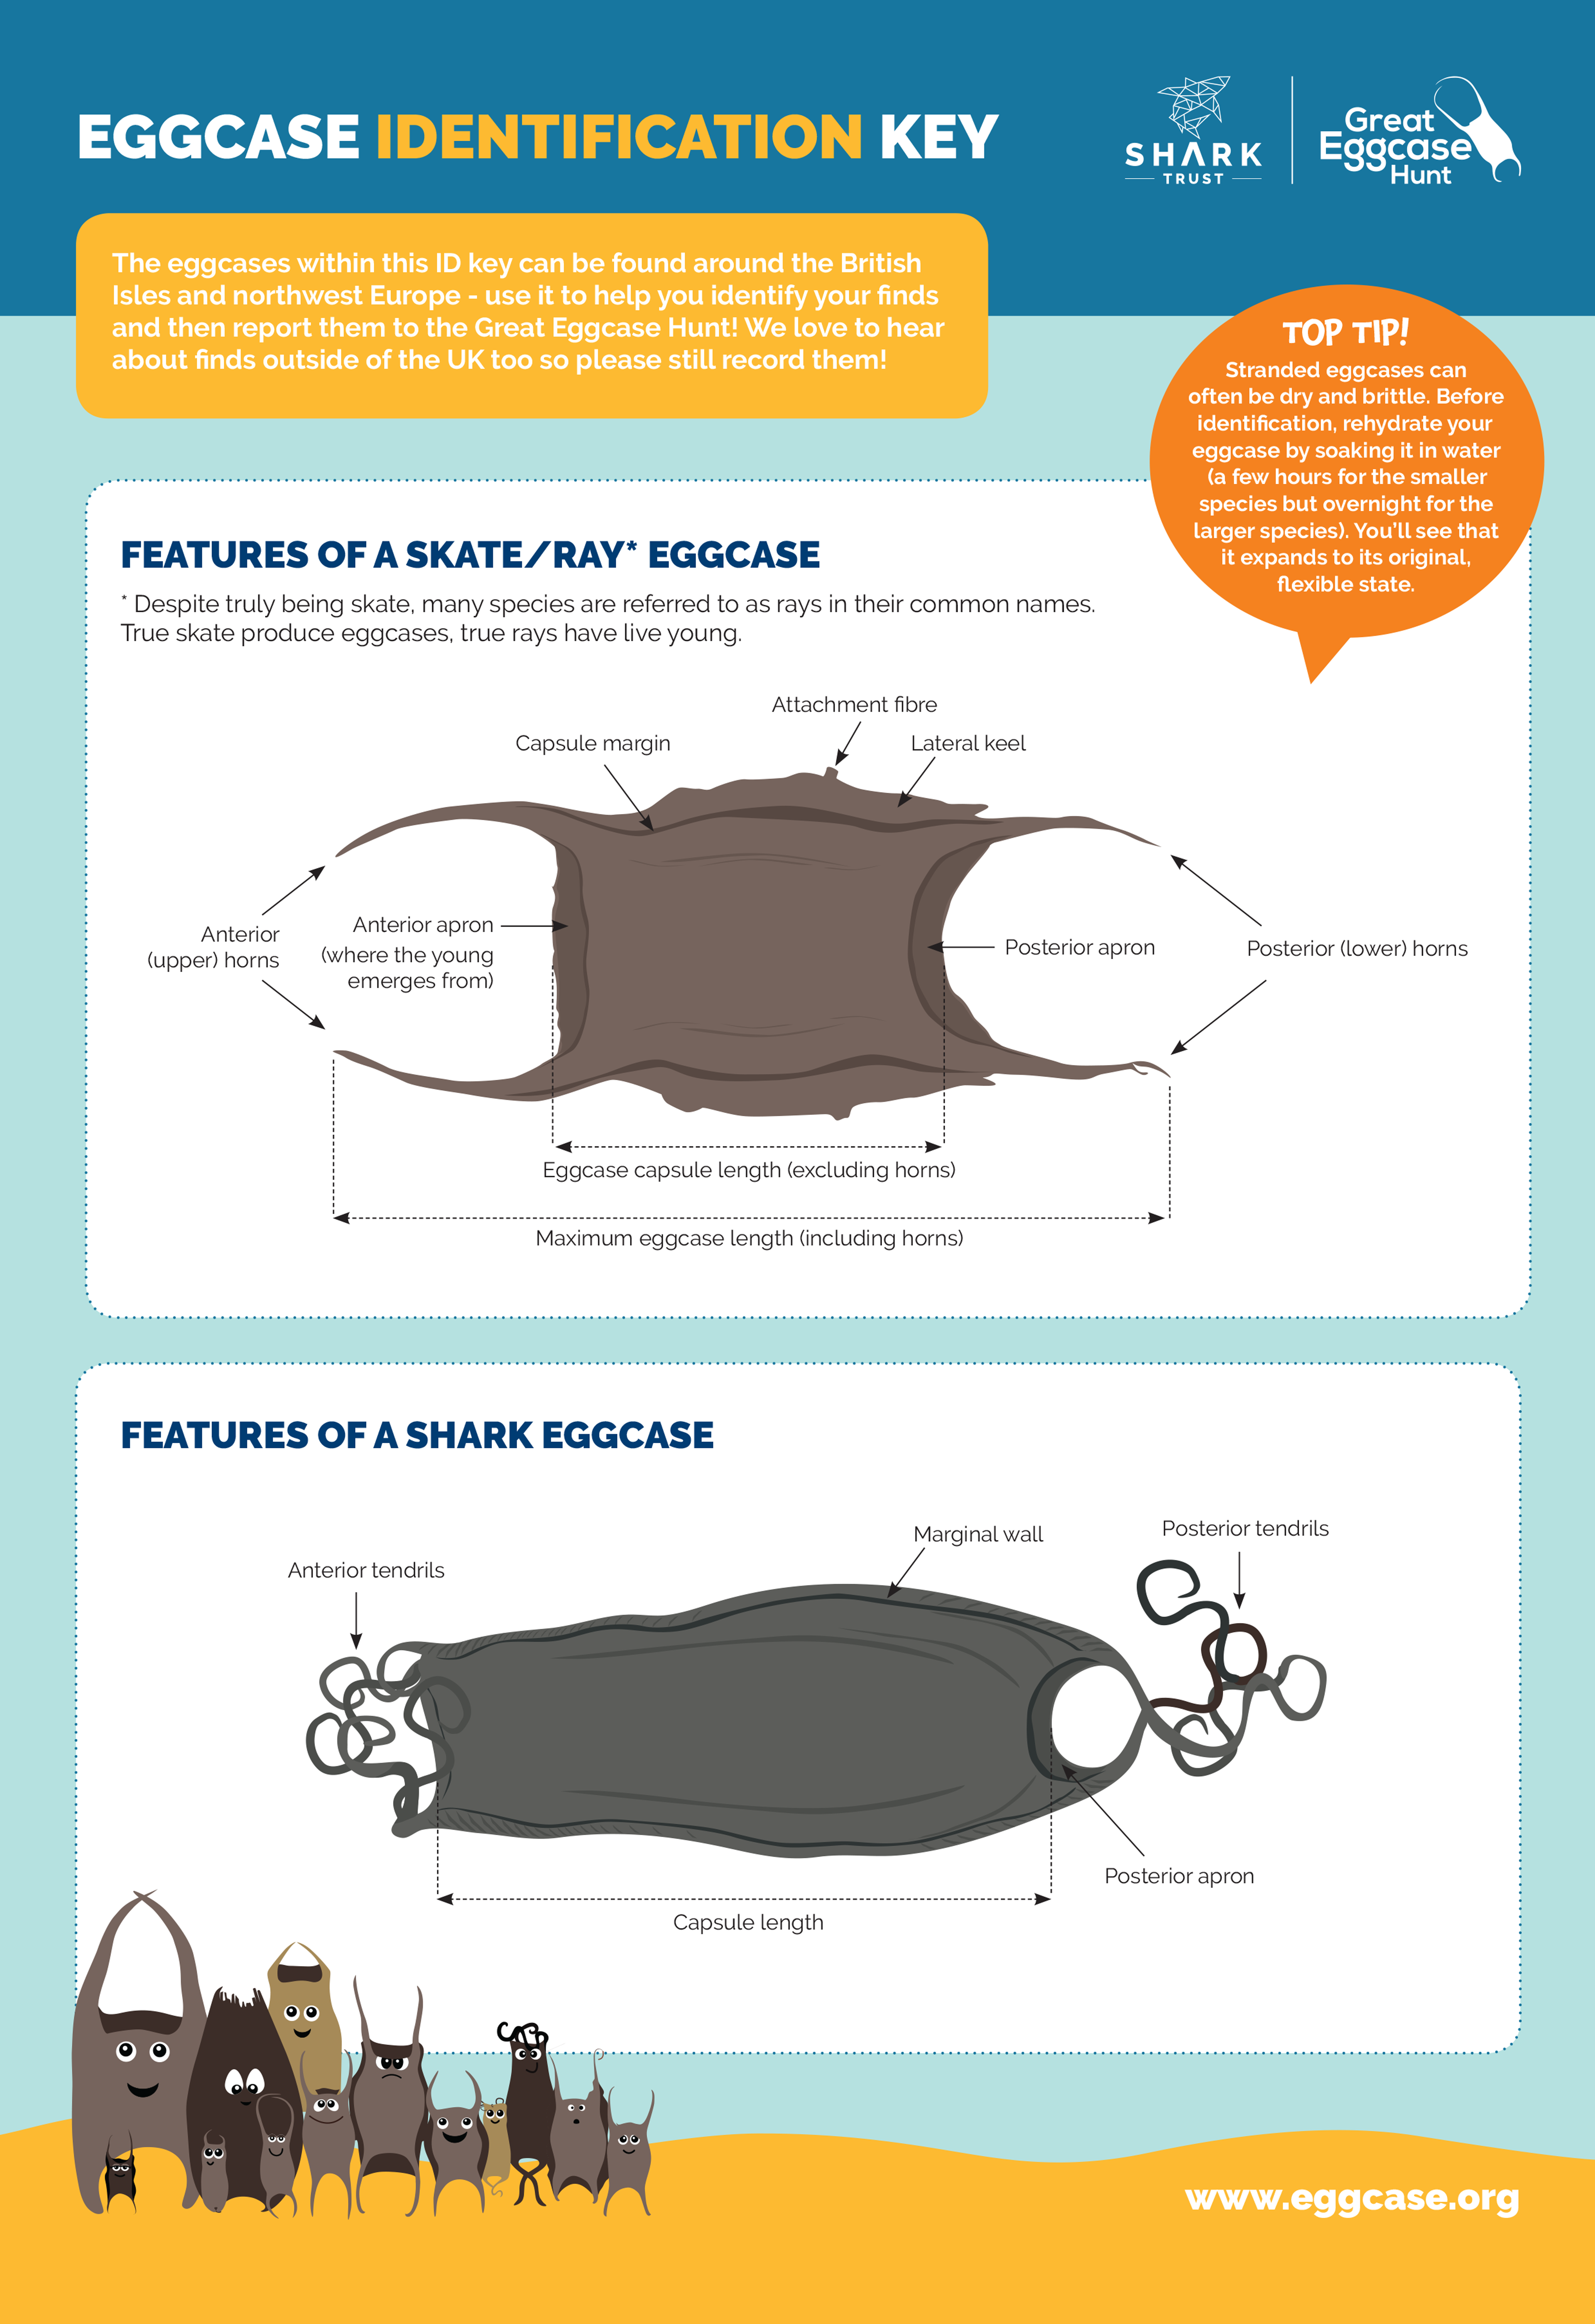 EGGCASE IDENTIFICATION KEY
SHARK
TRUST
Great
Eggcase
Hunt
The eggcases within this ID key can be found around the British
Isles and northwest Europe - use it to help you identify your finds
and then report them to the Great Eggcase Hunt! We love to hear
about finds outside of the UK too so please still record them!
TOP TIP!
Stranded eggcases can
often be dry and brittle. Before
identification, rehydrate your
eggcase by soaking it in water
(a few hours for the smaller
species but overnight for the
larger species). You'll see that
it expands to its original,
flexible state.
FEATURES OF A SKATE/RAY* EGGCASE
* Despite truly being skate, many species are referred to as rays in their common names.
True skate produce eggcases, true rays have live young.
Attachment fibre
Capsule margin
Lateral keel
Anterior
(upper) horns
Anterior apron
(where the young
emerges from)
Posterior apron
Posterior (lower) horns
Eggcase capsule length (excluding horns)
Maximum eggcase length (including horns)
FEATURES OF A SHARK EGGCASE
Anterior tendrils
Marginal wall
Posterior tendrils
Posterior apron
Capsule length
www.eggcase.org